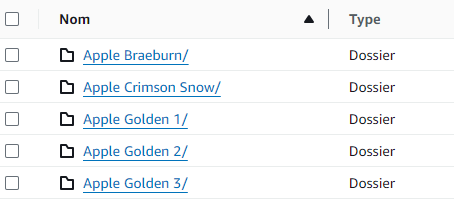 Nom Type
Apple Braeburn/ Dossier
Apple Crimson Snow/ Dossier
Apple Golden 1/ Dossier
Apple Golden 2/ Dossier
Apple Golden 3/ Dossier